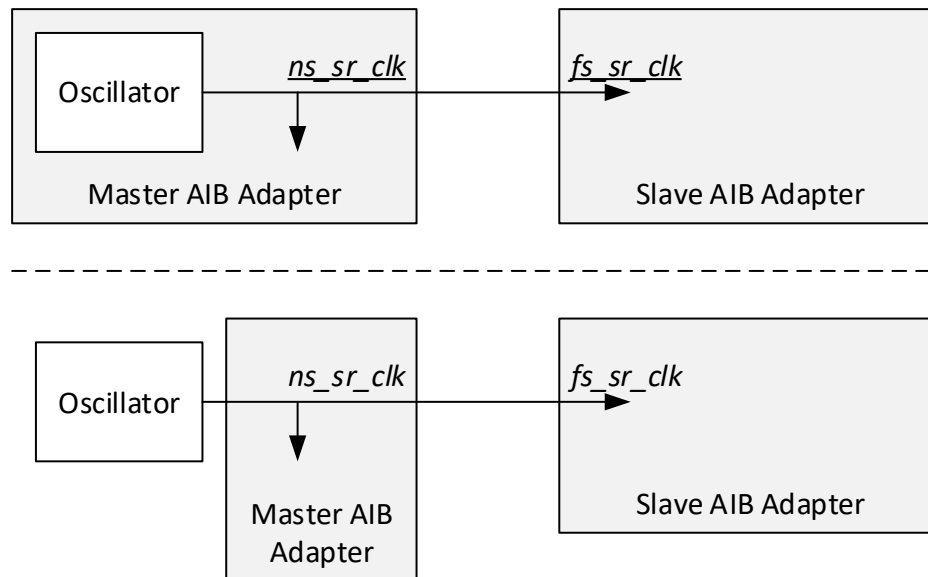 Oscillator
ns_sr_clk
fs_sr_clk
Master AIB Adapter
Slave AIB Adapter
Oscillator
ns_sr_clk
fs_sr_clk
Master AIB
Adapter
Slave AIB Adapter